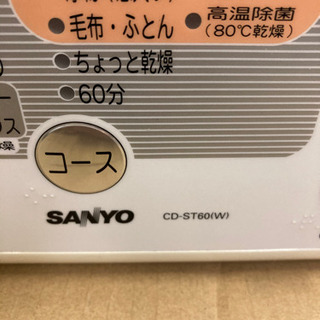 毛布・ふとん
高温除菌
(80℃乾燥)
ちょっと乾燥
60分
コース
SANYO
CD-ST60(W)